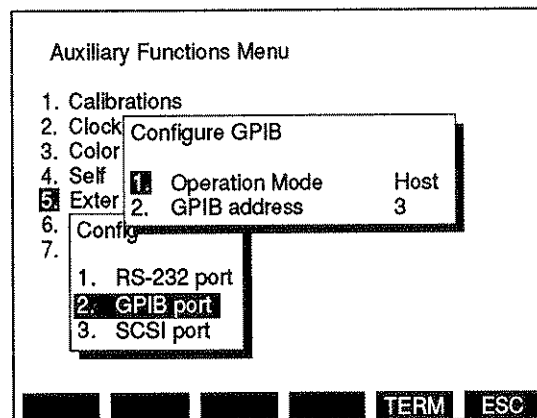 Auxiliary Functions Menu
1. Calibrations
2. Clock
3. Color
4. Self
5. Exter
6.
7.
Configure GPIB
1. Operation Mode Host
2. GPIB address 3
Config
1. RS-232 port
2. GPIB port
3. SCSI port
TERM ESC